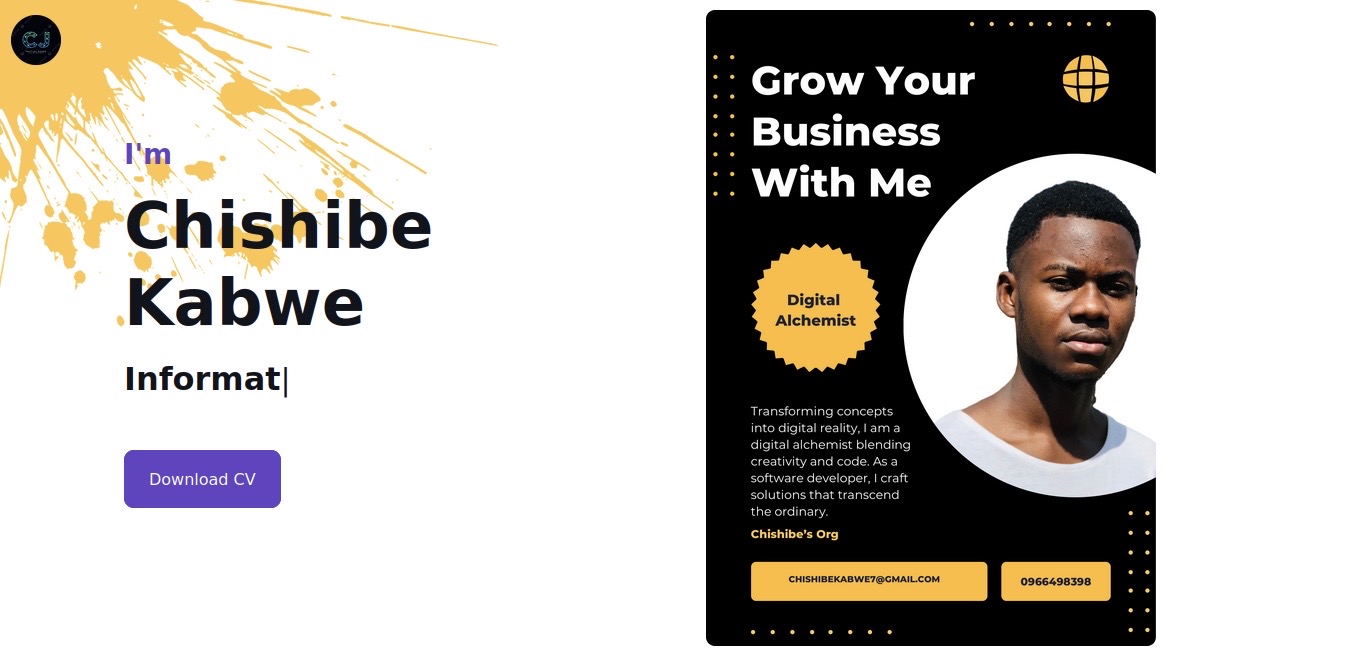 CJ
I'm
Chishibe
Kabwe
Informat|
Download CV
Grow Your
Business
With Me
Digital
Alchemist
Transforming concepts
into digital reality, I am a
digital alchemist blending
creativity and code. As a
software developer, I craft
solutions that transcend
the ordinary.
Chishibe's Org
CHISHIBEKABWE7@GMAIL.COM
0966498398